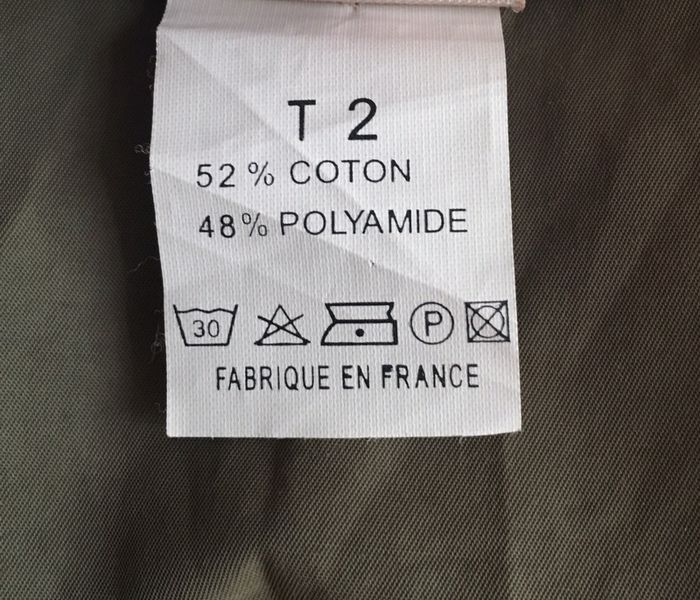 T 2
52 % COTON
48% POLYAMIDE
30 P
FABRIQUE EN FRANCE